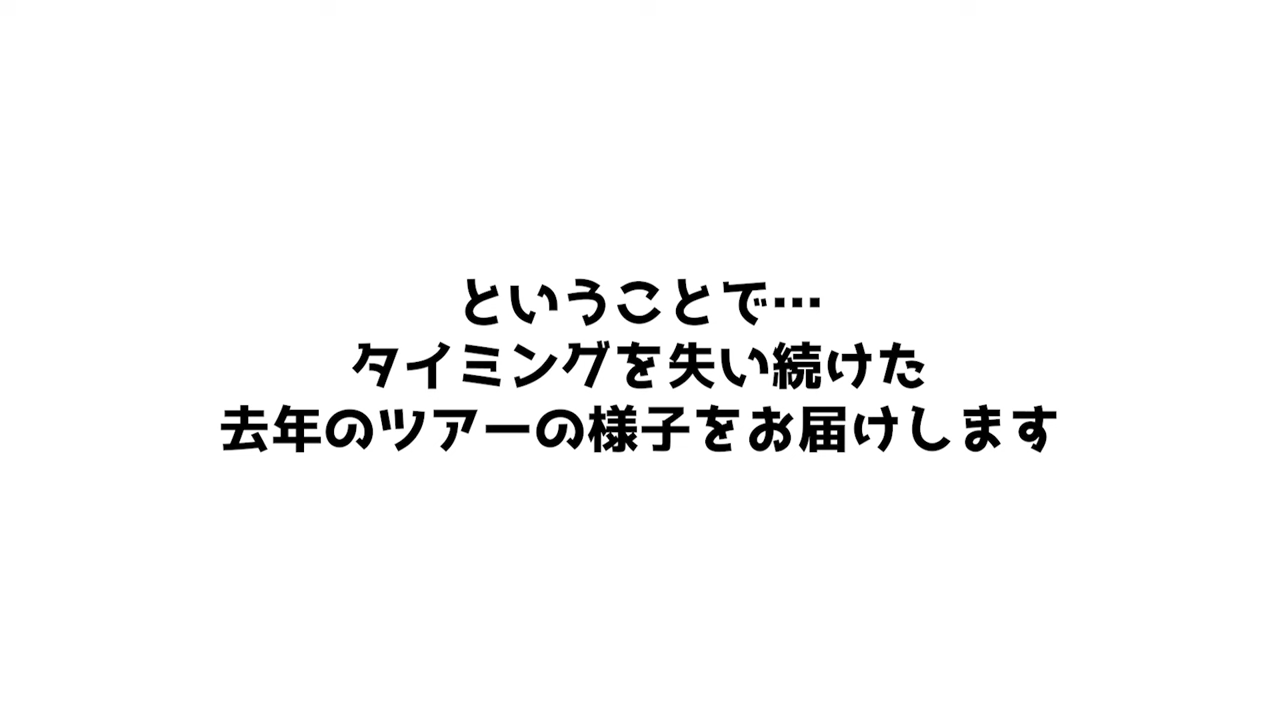 ということで…
タイミングを失い続けた
去年のツアーの様子をお届けします